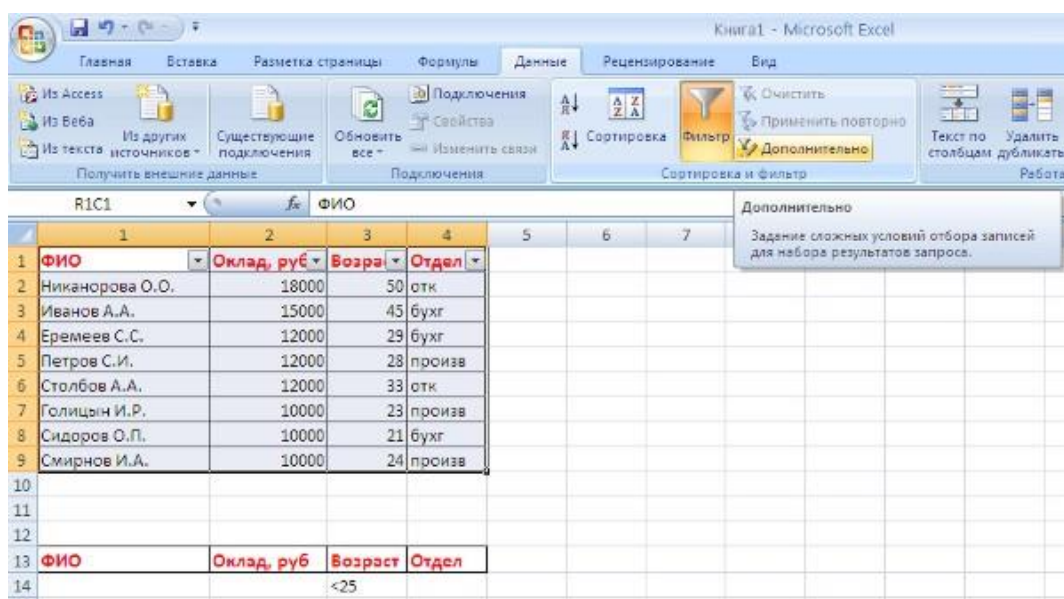 Книга1 - Microsoft Excel
Главная Вставка Разметка страницы Формулы Данные Рецензирование Вид
Из Access
Из Веба
Из текста
Из других источников
Существующие подключения
Обновить все
Подключения
Свойства
Изменить связи
Сортировка
Фильтр
Очистить
Применить повторно
Дополнительно
Текст по столбцам
Удалить дубликаты
Получить внешние данные Подключения Сортировка и фильтр Работа
R1C1 fx ФИО
Дополнительно
Задание сложных условий отбора записей
для набора результатов запроса.
1 2 3 4 5 6 7
1 ФИО Оклад, руб Возра Отдел
2 Никанорова О.О. 18000 50 отк
3 Иванов А.А. 15000 45 бухг
4 Еремеев С.С. 12000 29 бухг
5 Петров С.И. 12000 28 произв
6 Столбов А.А. 12000 33 отк
7 Голицын И.Р. 10000 23 произв
8 Сидоров О.П. 10000 21 бухг
9 Смирнов И.А. 10000 24 произв
10
11
12
13 ФИО Оклад, руб Возраст Отдел
14 <25